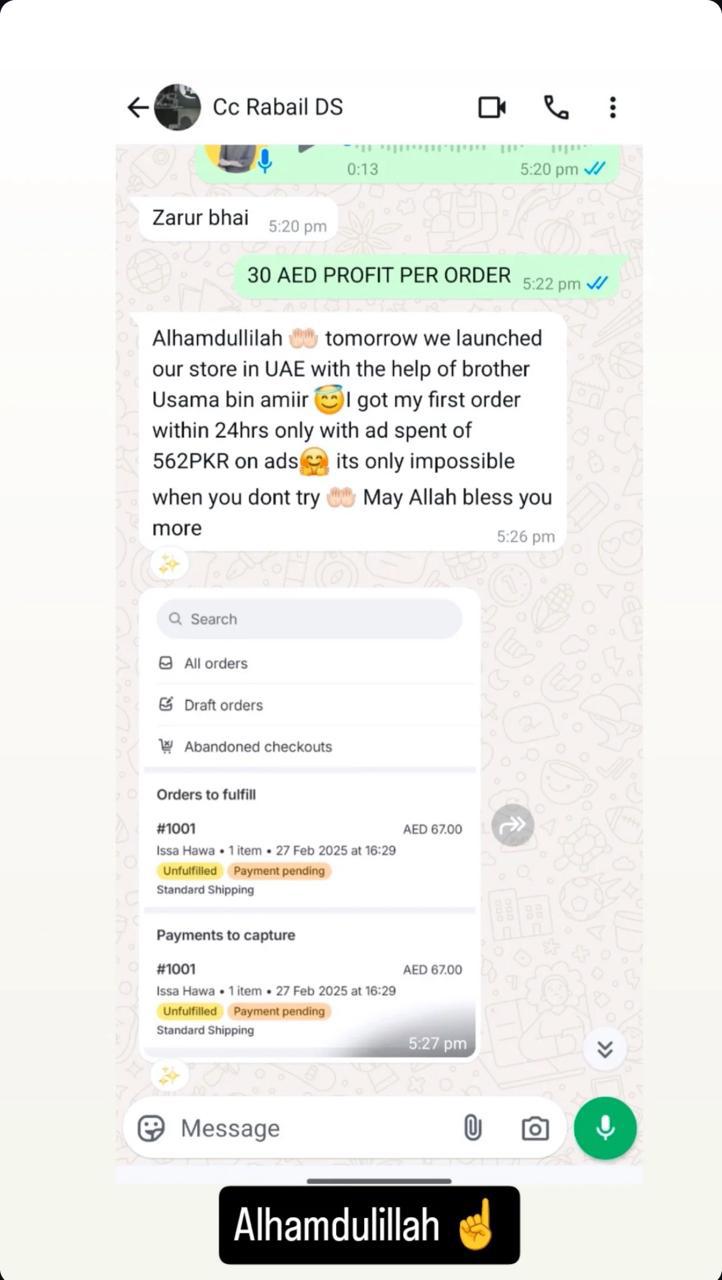 Cc Rabail DS
0:13
5:20 pm
Zarur bhai
5:20 pm
30 AED PROFIT PER ORDER
5:22 pm
Alhamdullilah 🤲🏻 tomorrow we launched
our store in UAE with the help of brother
Usama bin amiir 😇I got my first order
within 24hrs only with ad spent of
562PKR on ads🤗 its only impossible
when you dont try 🤲🏻 May Allah bless you
more
5:26 pm
Search
All orders
Draft orders
Abandoned checkouts
Orders to fulfill
#1001 AED 67.00
Issa Hawa • 1 item • 27 Feb 2025 at 16:29
Unfulfilled Payment pending
Standard Shipping
Payments to capture
#1001 AED 67.00
Issa Hawa • 1 item • 27 Feb 2025 at 16:29
Unfulfilled Payment pending
Standard Shipping
5:27 pm
Message
Alhamdulillah ☝️